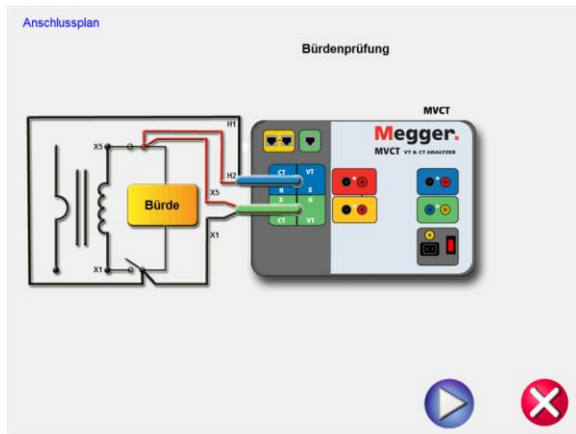 Anschlussplan
Bürdenprüfung
MVCT
Megger.
MVCT VT & CT ANALYZER
H1
X5
H2
CT VT
H X
X5
X H
CT VT
Bürde
X1
X1